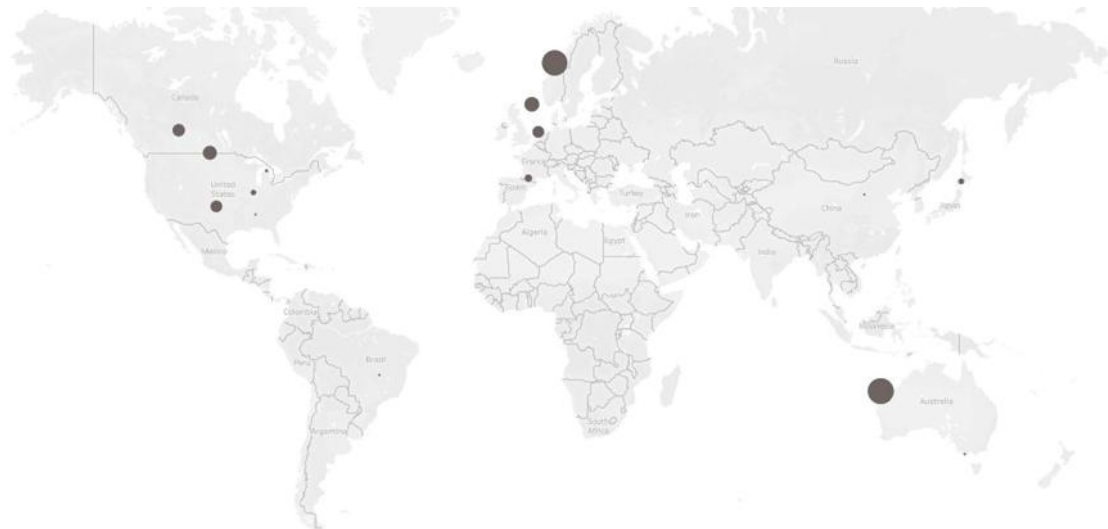 Russia
Canada
France
United
States
Spain
Turkey
China
Japan
Iran
Mexico
Algeria
Egypt
India
Colombia
Malaysia
Peru
Brazil
Australia
Argentina
South
Africa